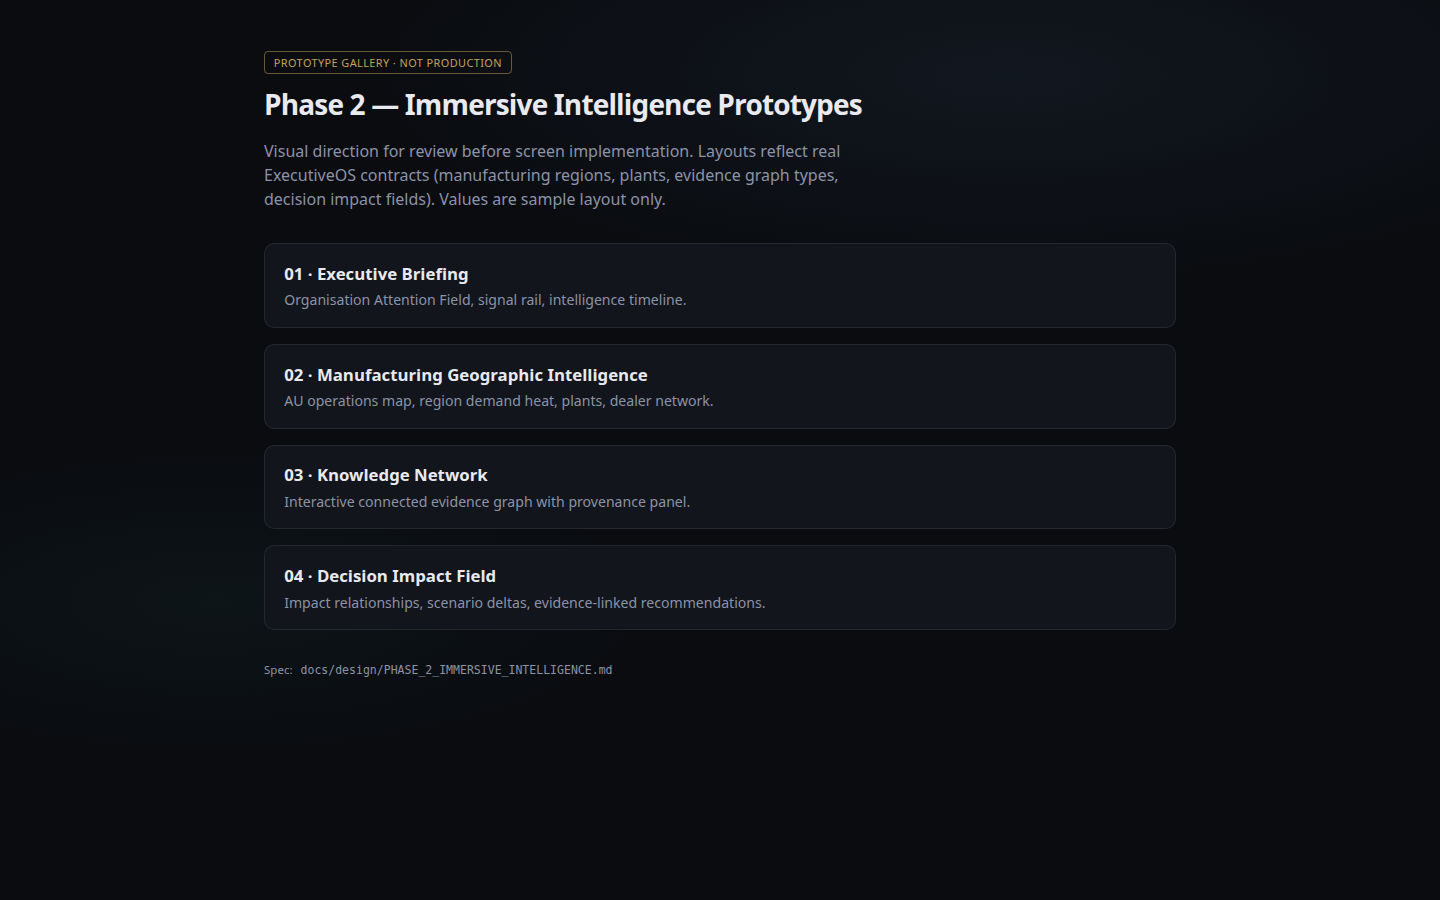 PROTOTYPE GALLERY · NOT PRODUCTION
Phase 2 — Immersive Intelligence Prototypes
Visual direction for review before screen implementation. Layouts reflect real
ExecutiveOS contracts (manufacturing regions, plants, evidence graph types,
decision impact fields). Values are sample layout only.
01 · Executive Briefing
Organisation Attention Field, signal rail, intelligence timeline.
02 · Manufacturing Geographic Intelligence
AU operations map, region demand heat, plants, dealer network.
03 · Knowledge Network
Interactive connected evidence graph with provenance panel.
04 · Decision Impact Field
Impact relationships, scenario deltas, evidence-linked recommendations.
Spec: docs/design/PHASE_2_IMMERSIVE_INTELLIGENCE.md